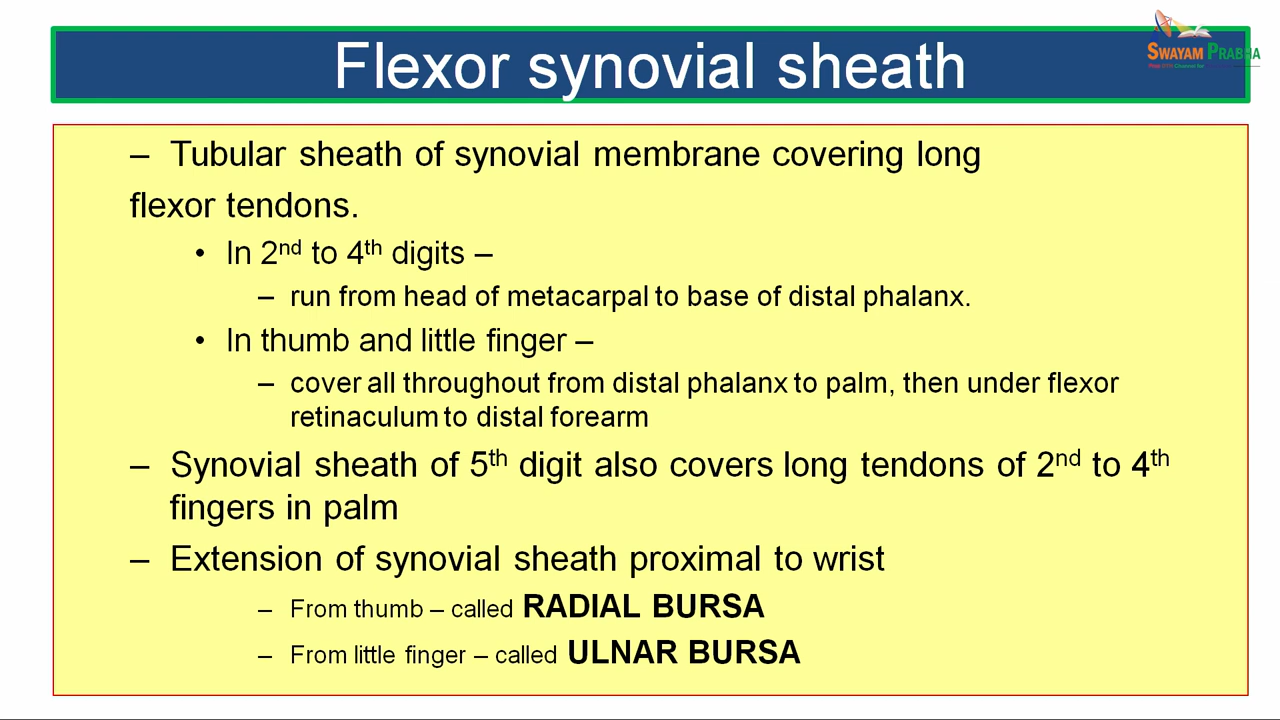 Flexor synovial sheath
SWAYAM PRABHA
– Tubular sheath of synovial membrane covering long
flexor tendons.
• In 2nd to 4th digits –
– run from head of metacarpal to base of distal phalanx.
• In thumb and little finger –
– cover all throughout from distal phalanx to palm, then under flexor
retinaculum to distal forearm
– Synovial sheath of 5th digit also covers long tendons of 2nd to 4th
fingers in palm
– Extension of synovial sheath proximal to wrist
– From thumb – called RADIAL BURSA
– From little finger – called ULNAR BURSA